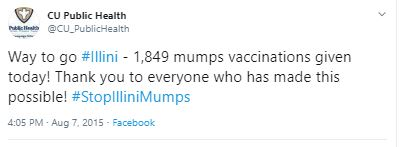 CU Public Health
@CU_PublicHealth
Public Health
Way to go #Illini - 1,849 mumps vaccinations given
today! Thank you to everyone who has made this
possible! #StopIlliniMumps
4:05 PM · Aug 7, 2015 · Facebook